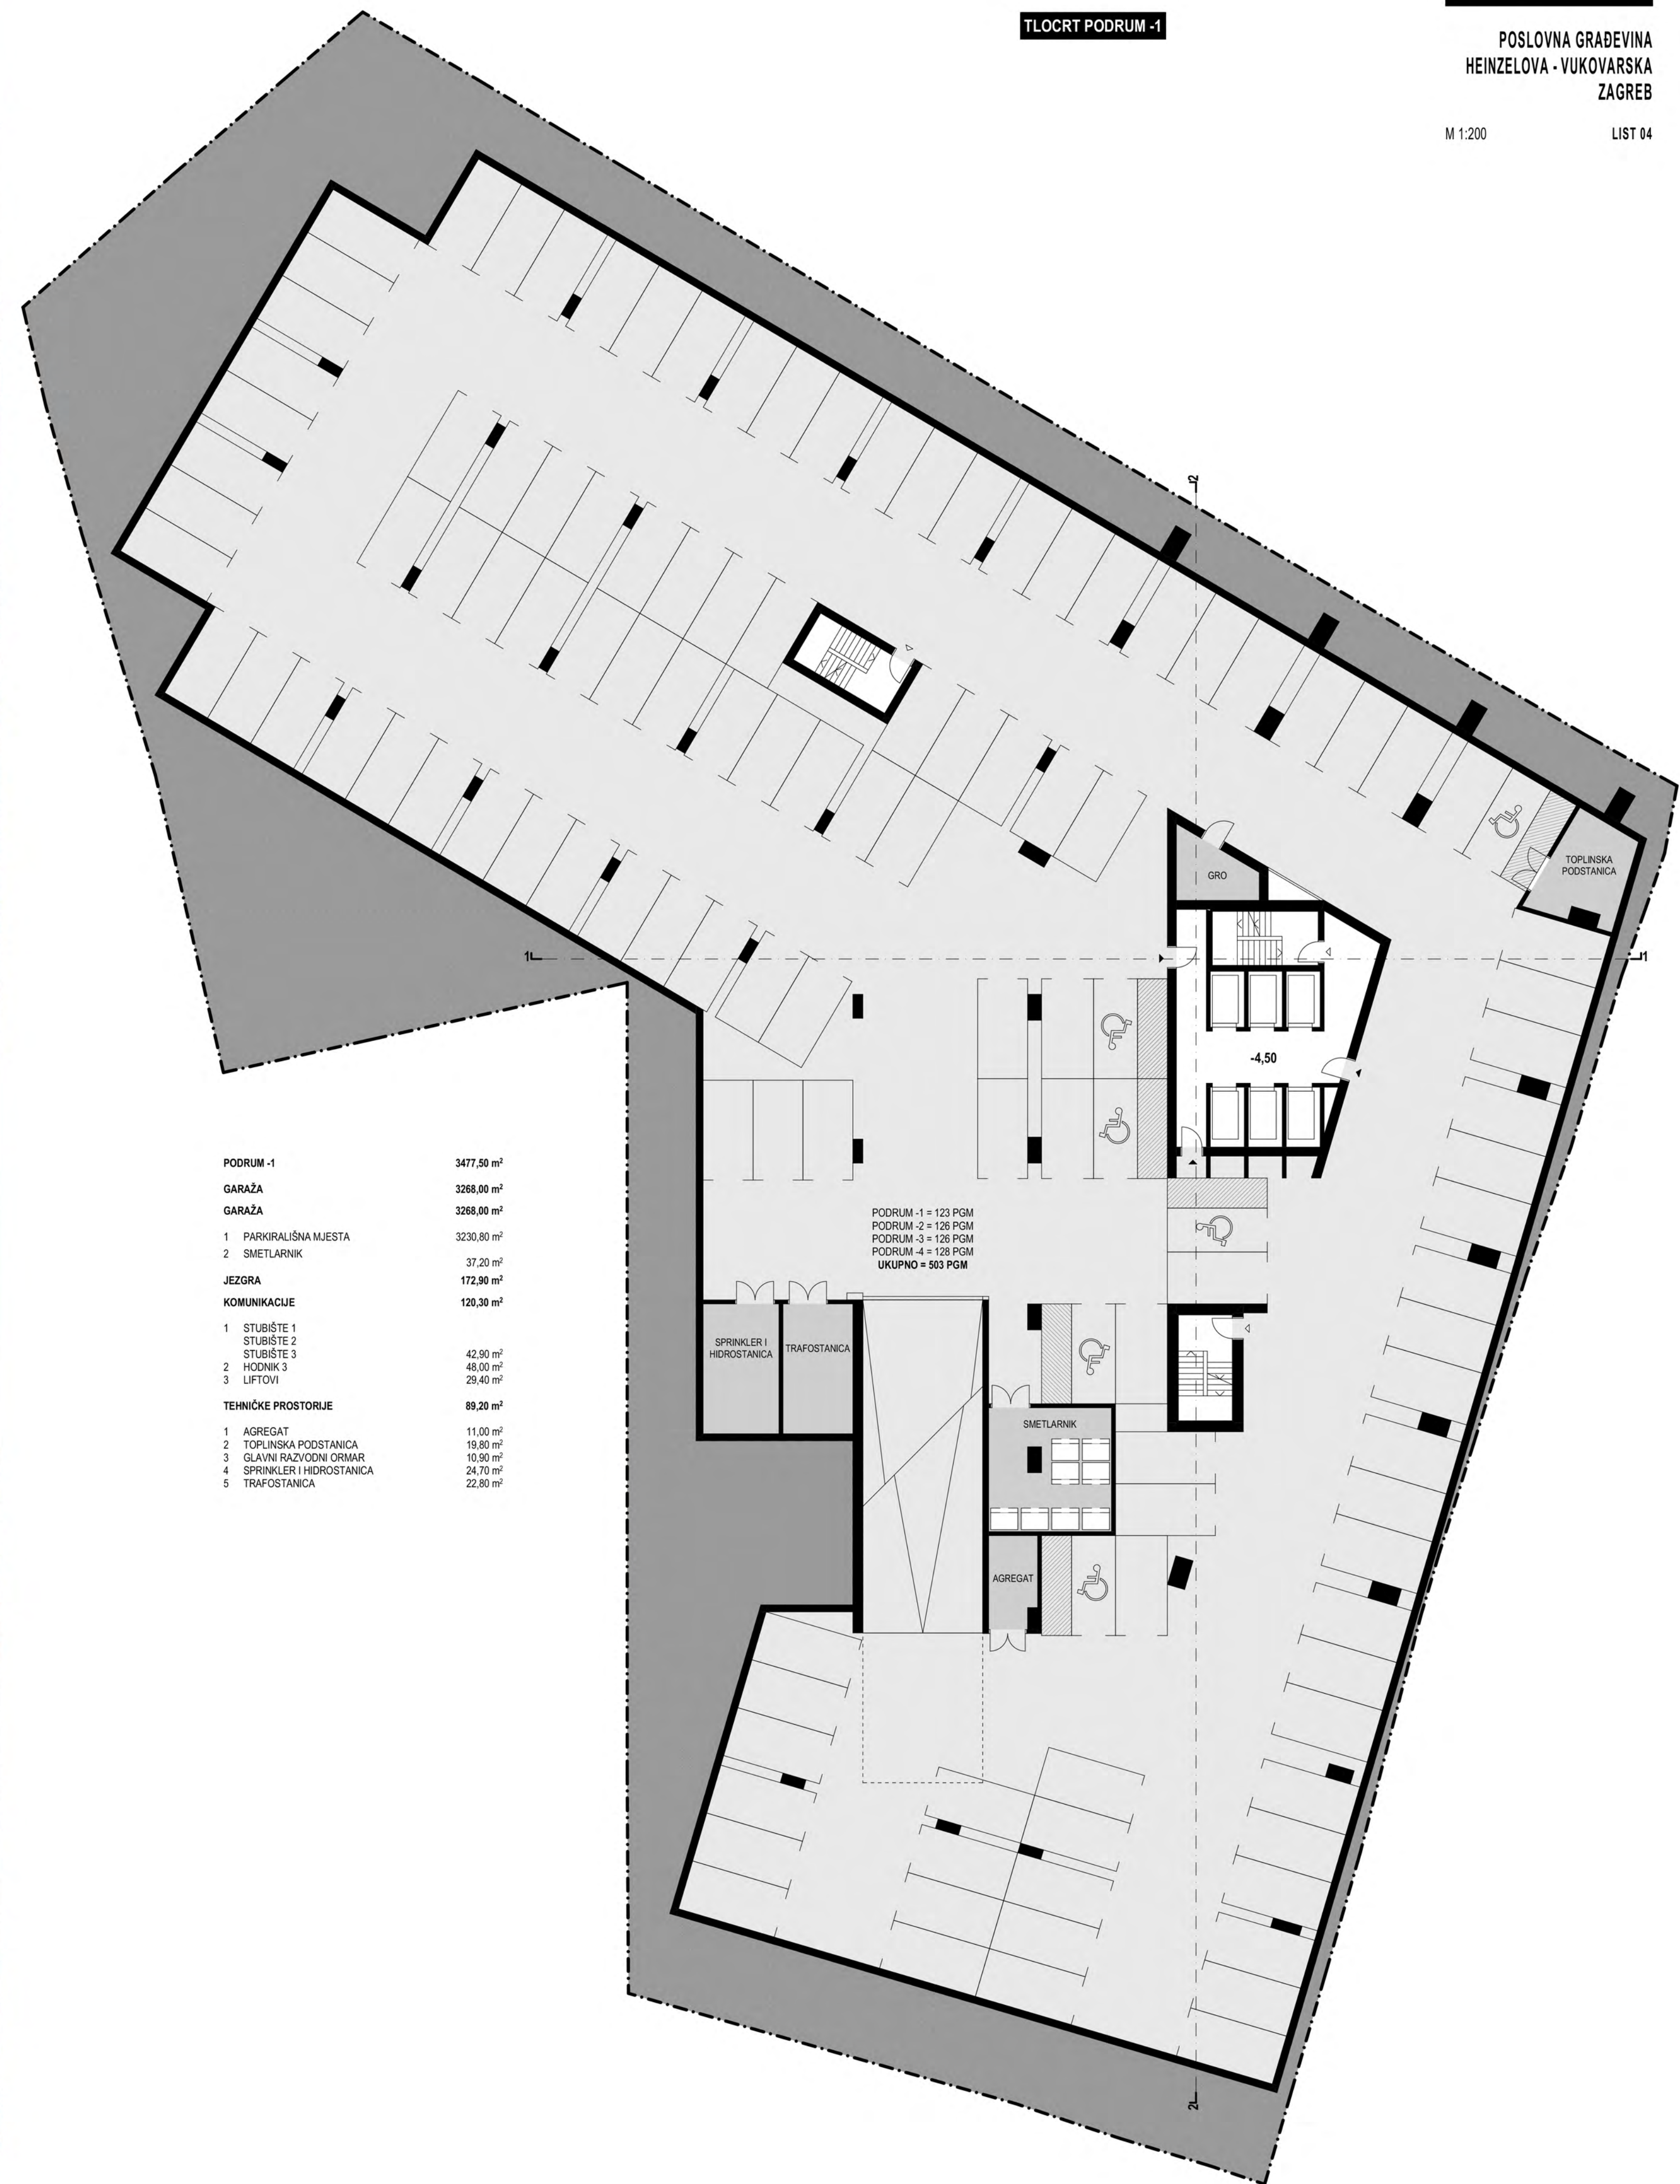 TLOCRT PODRUM -1
POSLOVNA GRAĐEVINA
HEINZELOVA - VUKOVARSKA
ZAGREB
M 1:200 LIST 04
2
TOPLINSKA
PODSTANICA
GRO
1 1
-4,50
PODRUM -1 3477,50 m²
GARAŽA 3268,00 m²
GARAŽA 3268,00 m²
1 PARKIRALIŠNA MJESTA 3230,80 m²
2 SMETLARNIK
37,20 m²
JEZGRA 172,90 m²
KOMUNIKACIJE 120,30 m²
1 STUBIŠTE 1
STUBIŠTE 2
STUBIŠTE 3 42,90 m²
2 HODNIK 3 48,00 m²
3 LIFTOVI 29,40 m²
TEHNIČKE PROSTORIJE 89,20 m²
1 AGREGAT 11,00 m²
2 TOPLINSKA PODSTANICA 19,80 m²
3 GLAVNI RAZVODNI ORMAR 10,90 m²
4 SPRINKLER I HIDROSTANICA 24,70 m²
5 TRAFOSTANICA 22,80 m²
PODRUM -1 = 123 PGM
PODRUM -2 = 126 PGM
PODRUM -3 = 126 PGM
PODRUM -4 = 128 PGM
UKUPNO = 503 PGM
SPRINKLER I
HIDROSTANICA
TRAFOSTANICA
SMETLARNIK
AGREGAT
2